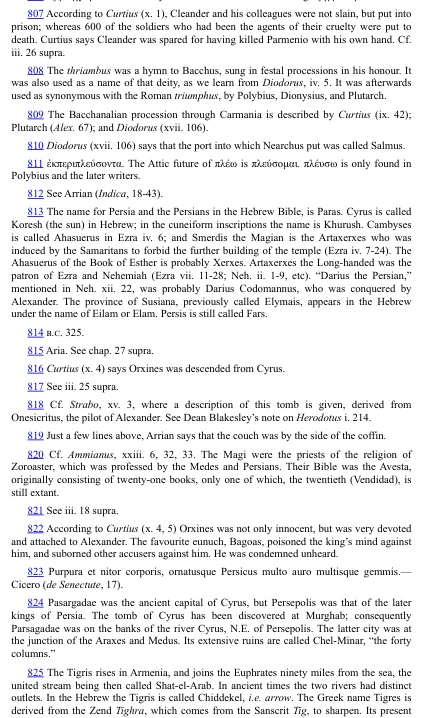 807 According to Curtius (x. 1), Cleander and his colleagues were not slain, but put into
prison; whereas 600 of the soldiers who had been the agents of their cruelty were put to
death. Curtius says Cleander was spared for having killed Parmenio with his own hand. Cf.
iii. 26 supra.
808 The thriambus was a hymn to Bacchus, sung in festal processions in his honour. It
was also used as a name of that deity, as we learn from Diodorus, iv. 5. It was afterwards
used as synonymous with the Roman triumphus, by Polybius, Dionysius, and Plutarch.
809 The Bacchanalian procession through Carmania is described by Curtius (ix. 42);
Plutarch (Alex. 67); and Diodorus (xvii. 106).
810 Diodorus (xvii. 106) says that the port into which Nearchus put was called Salmus.
811 ἐκπεριπλεύσοντα. The Attic future of πλέω is πλεύσομαι. πλεύσω is only found in
Polybius and the later writers.
812 See Arrian (Indica, 18-43).
813 The name for Persia and the Persians in the Hebrew Bible, is Paras. Cyrus is called
Koresh (the sun) in Hebrew; in the cuneiform inscriptions the name is Khurush. Cambyses
is called Ahasuerus in Ezra iv. 6; and Smerdis the Magian is the Artaxerxes who was
induced by the Samaritans to forbid the further building of the temple (Ezra iv. 7-24). The
Ahasuerus of the Book of Esther is probably Xerxes. Artaxerxes the Long-handed was the
patron of Ezra and Nehemiah (Ezra vii. 11-28; Neh. ii. 1-9, etc). “Darius the Persian,”
mentioned in Neh. xii. 22, was probably Darius Codomannus, who was conquered by
Alexander. The province of Susiana, previously called Elymais, appears in the Hebrew
under the name of Eilam or Elam. Persis is still called Fars.
814 B.C. 325.
815 Aria. See chap. 27 supra.
816 Curtius (x. 4) says Orxines was descended from Cyrus.
817 See iii. 25 supra.
818 Cf. Strabo, xv. 3, where a description of this tomb is given, derived from
Onesicritus, the pilot of Alexander. See Dean Blakesley’s note on Herodotus i. 214.
819 Just a few lines above, Arrian says that the couch was by the side of the coffin.
820 Cf. Ammianus, xxiii. 6, 32, 33. The Magi were the priests of the religion of
Zoroaster, which was professed by the Medes and Persians. Their Bible was the Avesta,
originally consisting of twenty-one books, only one of which, the twentieth (Vendidad), is
still extant.
821 See iii. 18 supra.
822 According to Curtius (x. 4, 5) Orxines was not only innocent, but was very devoted
and attached to Alexander. The favourite eunuch, Bagoas, poisoned the king’s mind against
him, and suborned other accusers against him. He was condemned unheard.
823 Purpura et nitor corporis, ornatusque Persicus multo auro multisque gemmis.—
Cicero (de Senectute, 17).
824 Pasargadae was the ancient capital of Cyrus, but Persepolis was that of the later
kings of Persia. The tomb of Cyrus has been discovered at Murghab; consequently
Parsagadae was on the banks of the river Cyrus, N.E. of Persepolis. The latter city was at
the junction of the Araxes and Medus. Its extensive ruins are called Chel-Minar, “the forty
columns.”
825 The Tigris rises in Armenia, and joins the Euphrates ninety miles from the sea, the
united stream being then called Shat-el-Arab. In ancient times the two rivers had distinct
outlets. In the Hebrew the Tigris is called Chiddekel, i.e. arrow. The Greek name Tigres is
derived from the Zend Tighra, which comes from the Sanscrit Tig, to sharpen. Its present